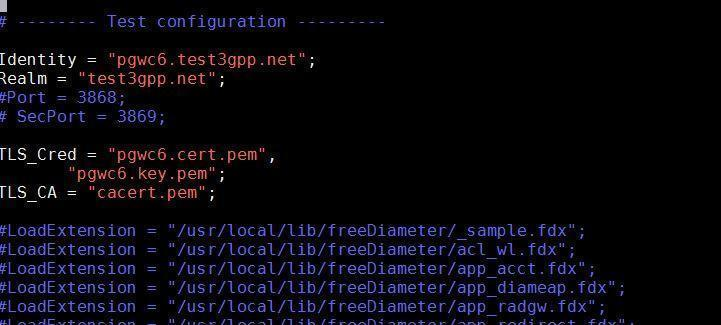 # -------- Test configuration ---------
Identity = "pgwc6.test3gpp.net";
Realm = "test3gpp.net";
#Port = 3868;
# SecPort = 3869;
TLS_Cred = "pgwc6.cert.pem",
"pgwc6.key.pem";
TLS_CA = "cacert.pem";
#LoadExtension = "/usr/local/lib/freeDiameter/_sample.fdx";
#LoadExtension = "/usr/local/lib/freeDiameter/acl_wl.fdx";
#LoadExtension = "/usr/local/lib/freeDiameter/app_acct.fdx";
#LoadExtension = "/usr/local/lib/freeDiameter/app_diameap.fdx";
#LoadExtension = "/usr/local/lib/freeDiameter/app_radgw.fdx";
#LoadExtension = "/usr/local/lib/freeDiameter/app_redirect.fdx";